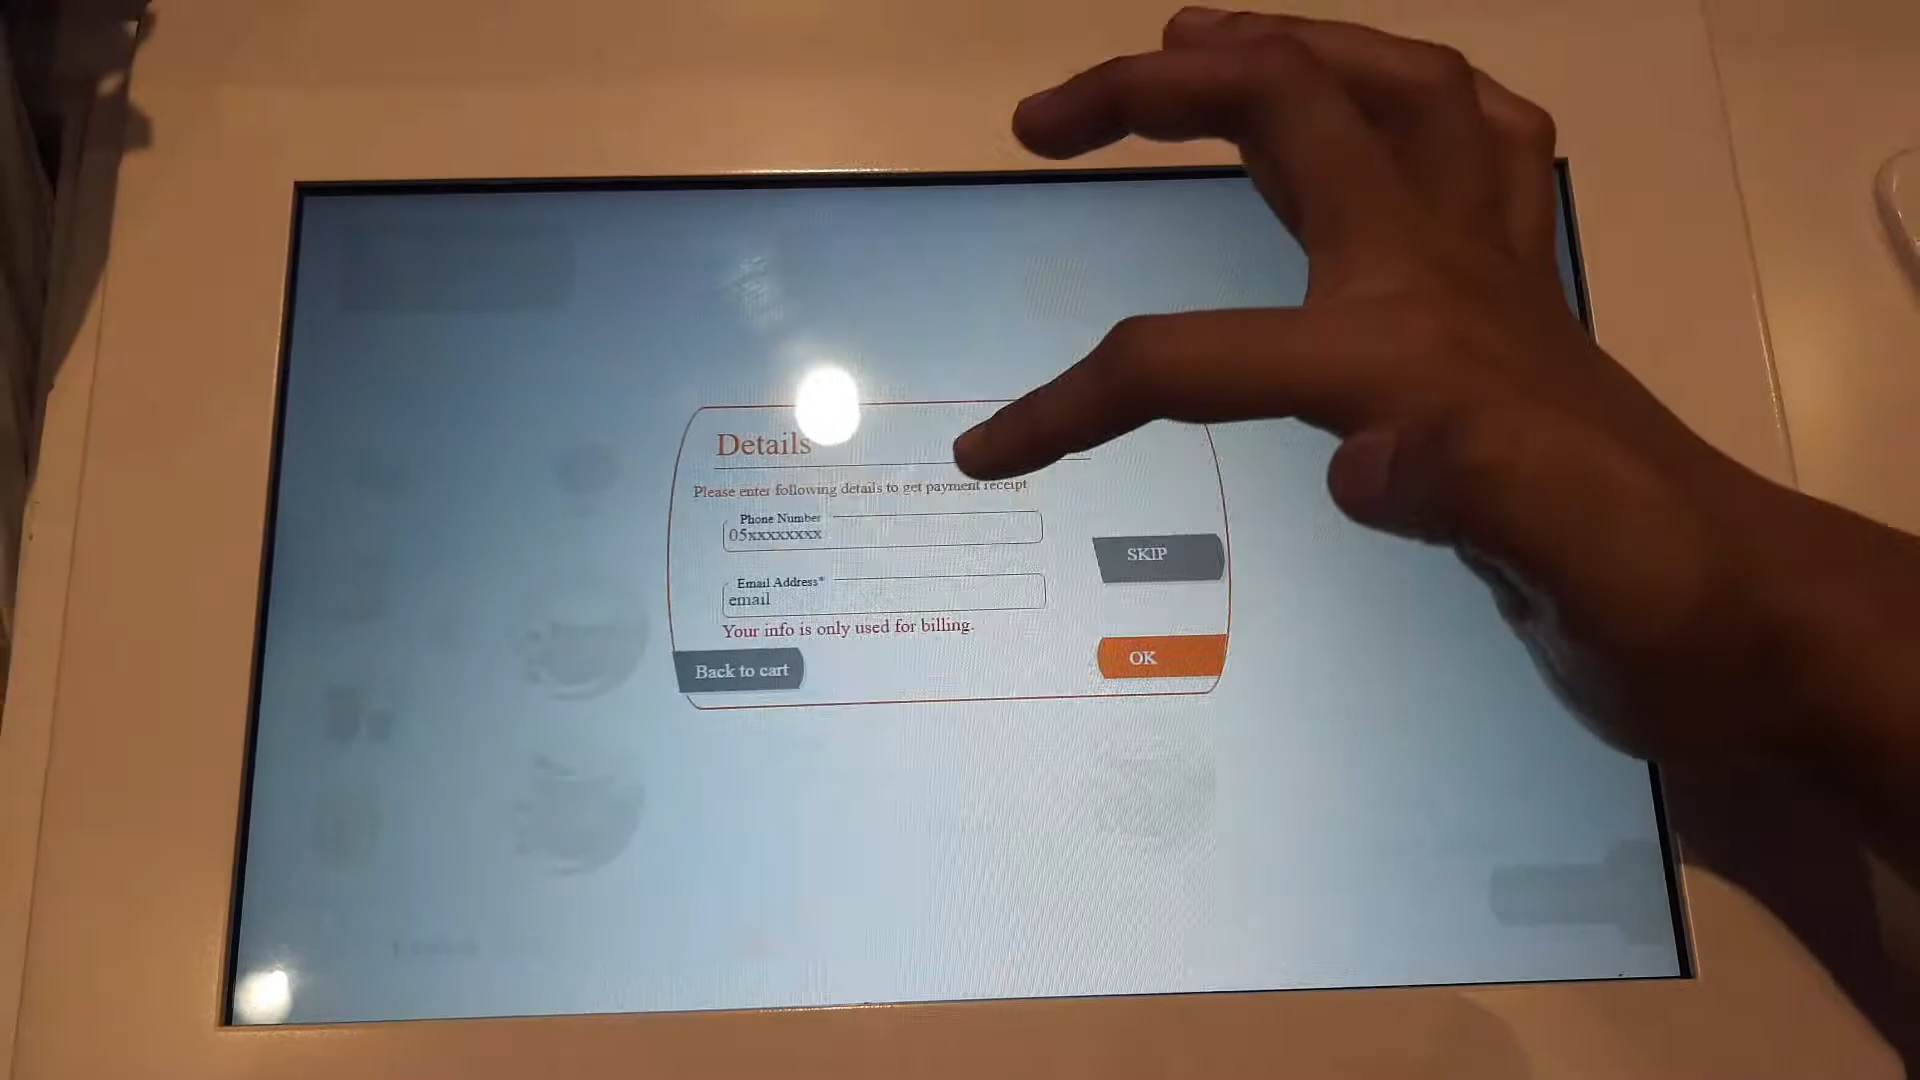 Details
Please enter following details to get payment receipt
Phone Number
05xxxxxxxx
Email Address*
email
Your info is only used for billing.
SKIP
Back to cart
OK